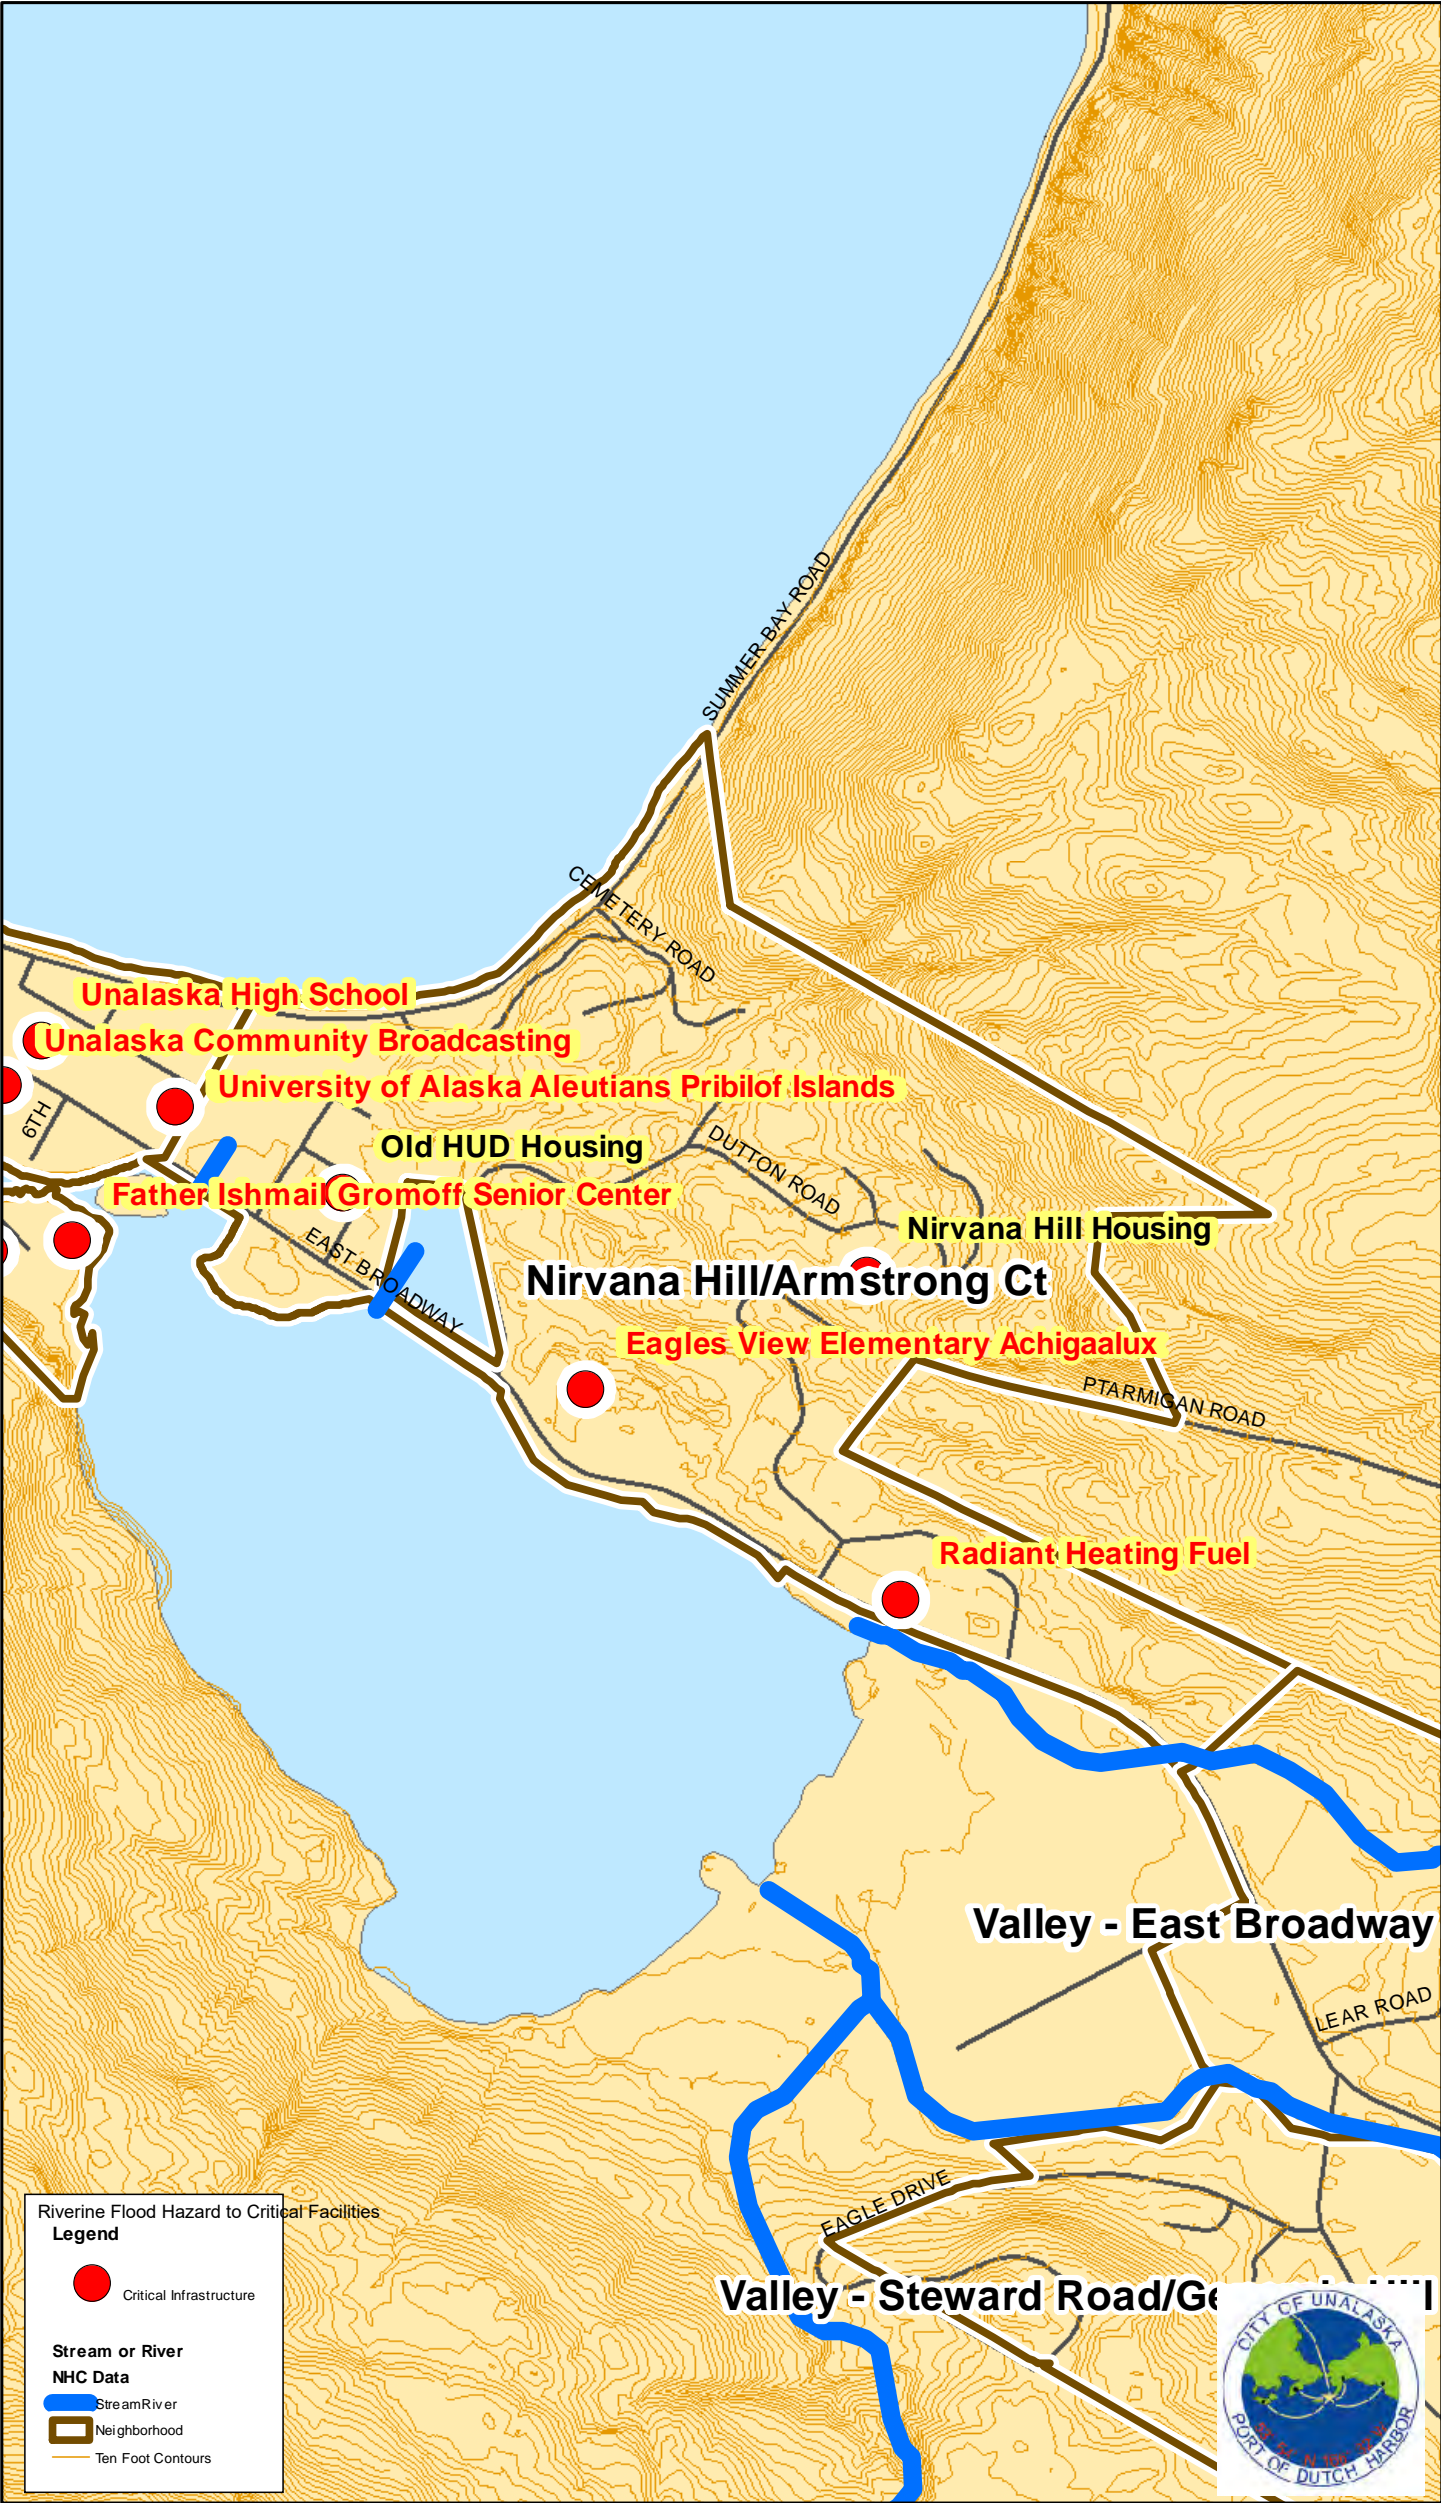 SUMMER BAY ROAD
CEMETERY ROAD
Unalaska High School
Unalaska Community Broadcasting
University of Alaska Aleutians Pribilof Islands
6TH
Old HUD Housing
DUTTON ROAD
Father Ishmail Gromoff Senior Center
EAST BROADWAY
Nirvana Hill Housing
Nirvana Hill/Armstrong Ct
Eagles View Elementary Achigaalux
PTARMIGAN ROAD
Radiant Heating Fuel
Valley - East Broadway
LEAR ROAD
EAGLE DRIVE
Valley - Steward Road/
Riverine Flood Hazard to Critical Facilities
Legend
Critical Infrastructure
Stream or River
NHC Data
StreamRiver
Neighborhood
Ten Foot Contours
CITY OF UNALASKA
PORT OF DUTCH HARBOR